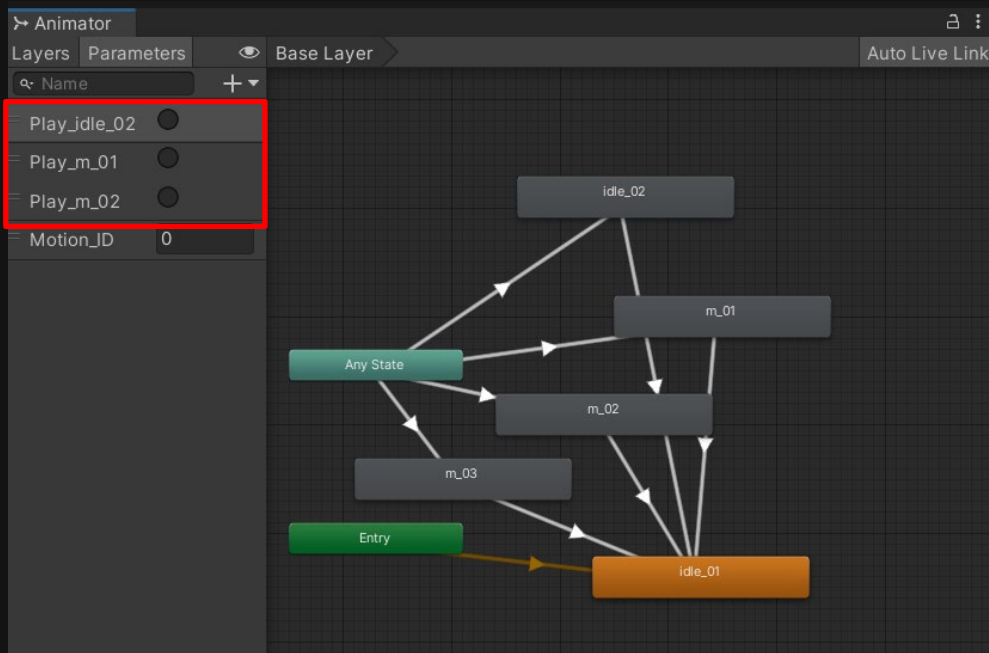 Animator
Layers Parameters Base Layer Auto Live Link
Name
Play_idle_02
Play_m_01
Play_m_02
Motion_ID 0
idle_02
m_01
Any State
m_02
m_03
Entry
idle_01